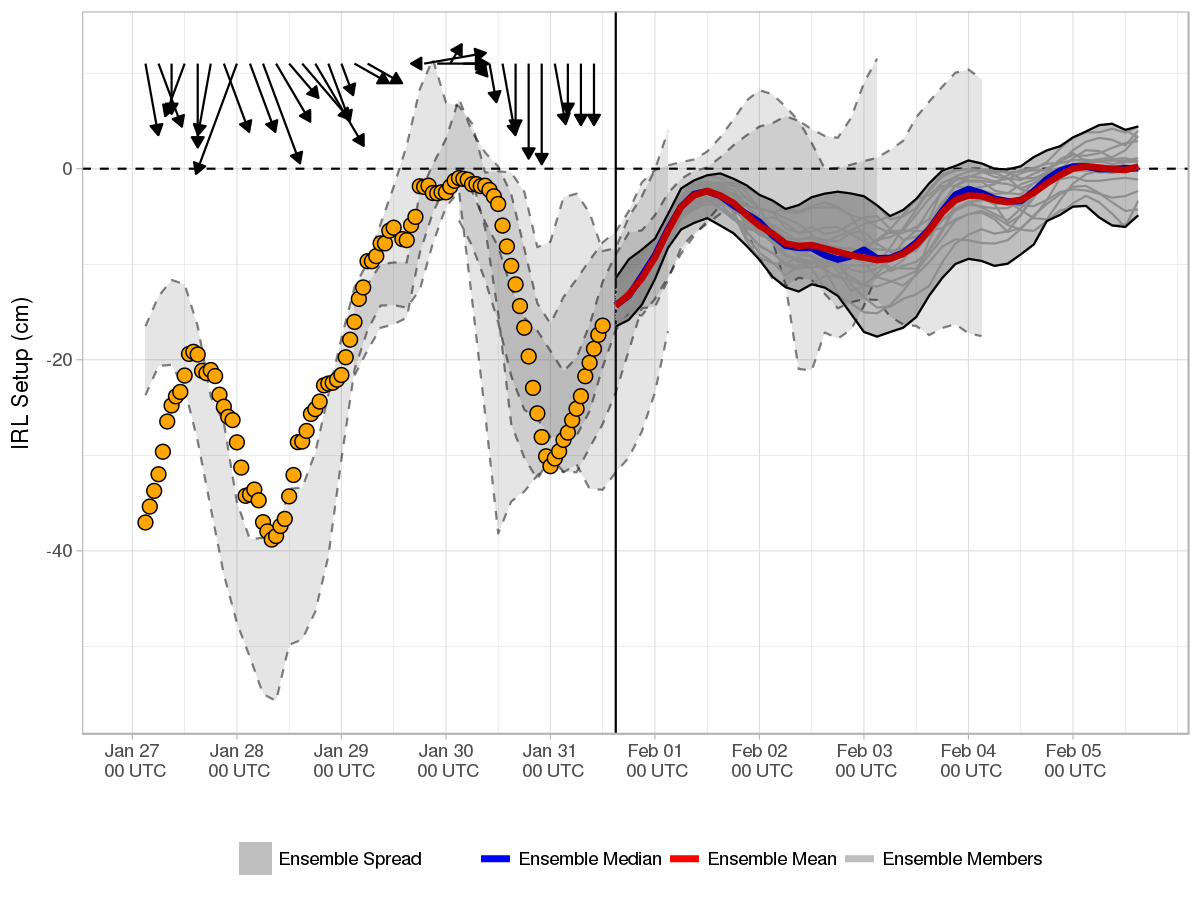 IRL Setup (cm)
0
-20
-40
Jan 27 Jan 28 Jan 29 Jan 30 Jan 31 Feb 01 Feb 02 Feb 03 Feb 04 Feb 05
00 UTC 00 UTC 00 UTC 00 UTC 00 UTC 00 UTC 00 UTC 00 UTC 00 UTC 00 UTC
Ensemble Spread Ensemble Median Ensemble Mean Ensemble Members